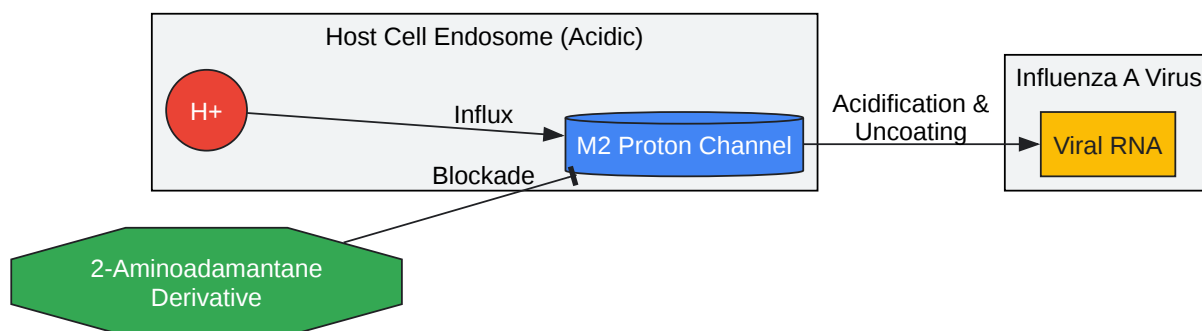 Host Cell Endosome (Acidic)
H+
Influx
M2 Proton Channel
Blockade
Acidification &
Uncoating
Influenza A Virus
Viral RNA
2-Aminoadamantane
Derivative